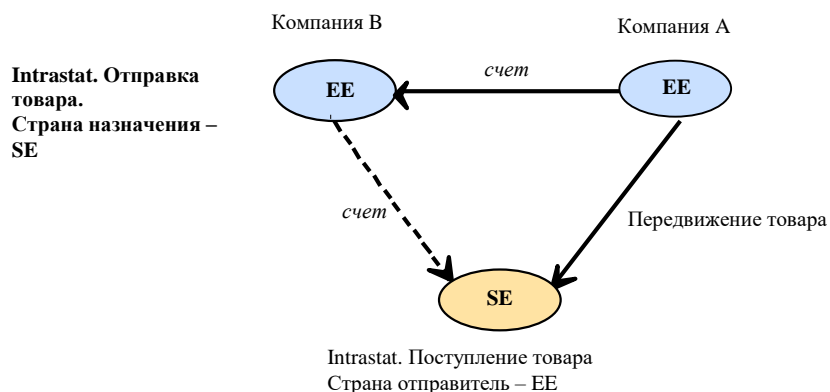 Компания B
Компания A
Intrastat. Отправка
товара.
Страна назначения –
SE
счет
EE
EE
счет
Передвижение товара
SE
Intrastat. Поступление товара
Страна отправитель – EE